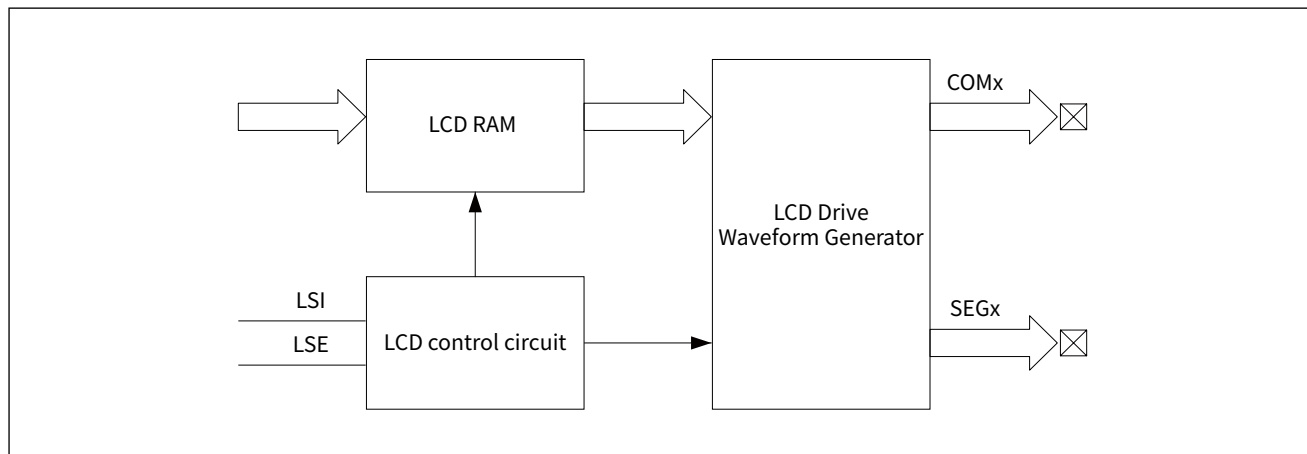 COMx
LCD RAM
LCD Drive
Waveform Generator
LSI
SEGx
LCD control circuit
LSE